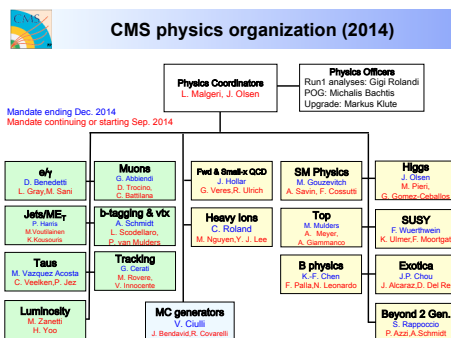 CMS
CMS physics organization (2014)
Physics Coordinators
L. Malgeri, J. Olsen
Physics Officers
Run1 analyses: Gigi Rolandi
POG: Michalis Bachtis
Upgrade: Markus Klute
Mandate ending Dec. 2014
Mandate continuing or starting Sep. 2014
e/γ
D. Benedetti
L. Gray,M. Sani
Muons
G. Abbiendi
D. Trocino,
C. Battilana
Fwd & Small-x QCD
J. Hollar
G. Veres,R. Ulrich
SM Physics
M. Gouzevitch
A. Savin, F. Cossutti
Higgs
J. Olsen
M. Pieri,
G. Gomez-Ceballos
Jets/MET
P. Harris
M.Voutilainen
K.Kousouris
b-tagging & vtx
A. Schmidt
L. Scodellaro,
P. van Mulders
Heavy Ions
C. Roland
M. Nguyen,Y. J. Lee
Top
M. Mulders
A. Meyer,
A. Giammanco
SUSY
F. Wuerthwein
K. Ulmer,F. Moortgat
Taus
M. Vazquez Acosta
C. Veelken,P. Jez
Tracking
G. Cerati
M. Rovere,
V. Innocente
B physics
K.-F. Chen
F. Palla,N. Leonardo
Exotica
J.P. Chou
J. Alcaraz,D. Del Re
Luminosity
M. Zanetti
H. Yoo
MC generators
V. Ciulli
J. Bendavid,R. Covarelli
Beyond 2 Gen.
S. Rappoccio
P. Azzi,A.Schmidt